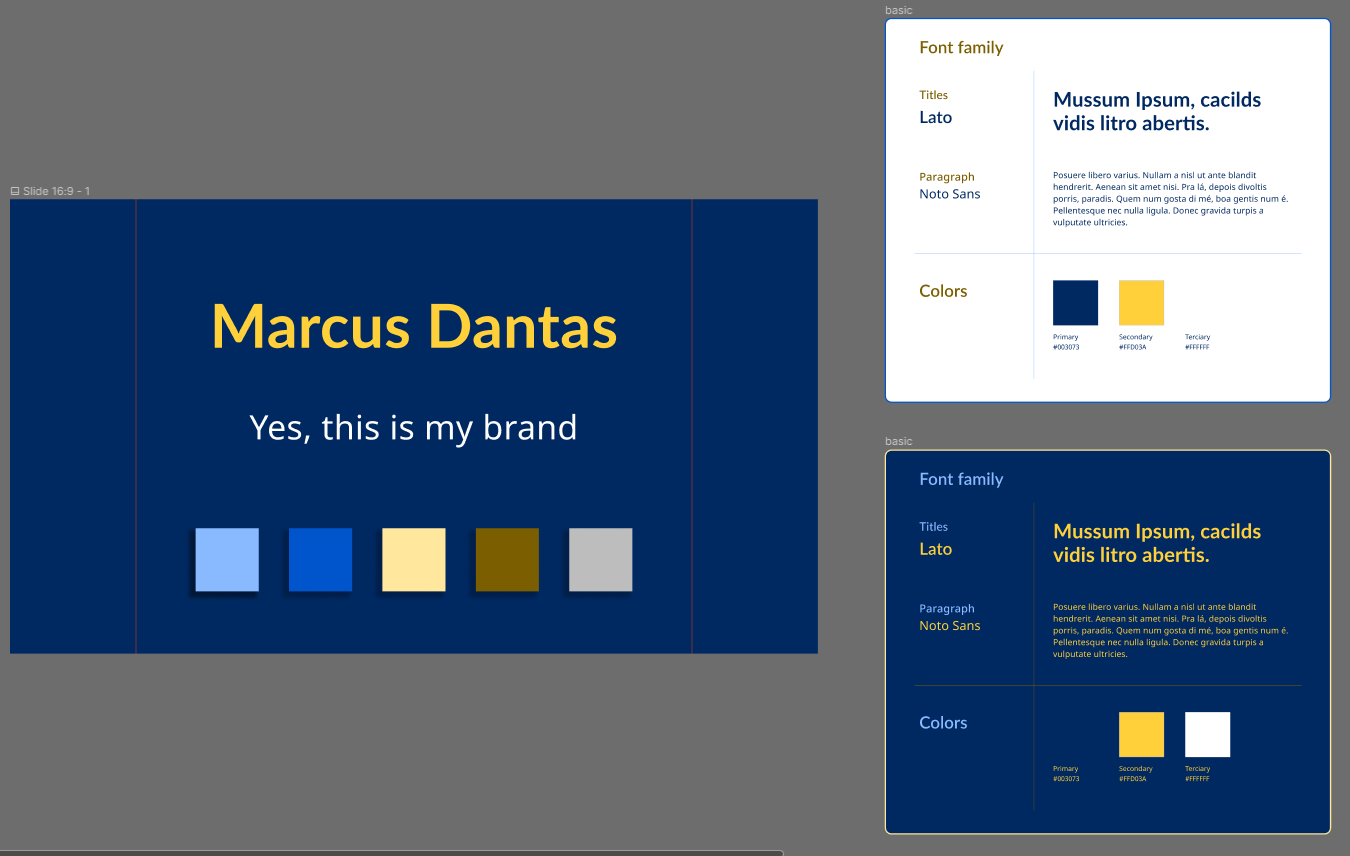 Slide 16:9 - 1
Marcus Dantas
Yes, this is my brand
basic
Font family
Titles
Lato
Mussum Ipsum, cacilds
vidis litro abertis.
Paragraph
Noto Sans
Posuere libero varius. Nullam a nisl ut ante blandit
hendrerit. Aenean sit amet nisi. Pra lá, depois divoltis
porris, paradis. Quem num gosta di mé, boa gentis num é.
Pellentesque nec nulla ligula. Donec gravida turpis a
vulputate ultricies.
Colors
Primary
#003073
Secondary
#FFD03A
Terciary
#FFFFFF
basic
Font family
Titles
Lato
Mussum Ipsum, cacilds
vidis litro abertis.
Paragraph
Noto Sans
Posuere libero varius. Nullam a nisl ut ante blandit
hendrerit. Aenean sit amet nisi. Pra lá, depois divoltis
porris, paradis. Quem num gosta di mé, boa gentis num é.
Pellentesque nec nulla ligula. Donec gravida turpis a
vulputate ultricies.
Colors
Primary
#003073
Secondary
#FFD03A
Terciary
#FFFFFF